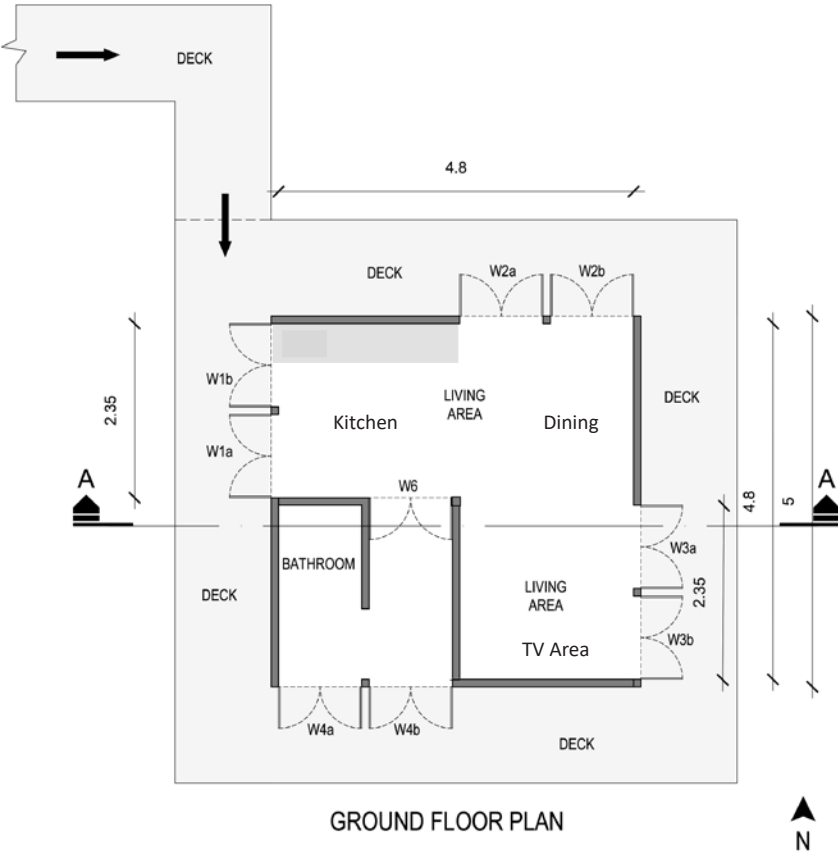 DECK
4.8
DECK
W2a
W2b
W1b
LIVING
AREA
DECK
2.35
Kitchen
Dining
W1a
A
W6
4.8
5
A
BATHROOM
W3a
DECK
LIVING
AREA
2.35
TV Area
W3b
W4a
W4b
DECK
GROUND FLOOR PLAN
N